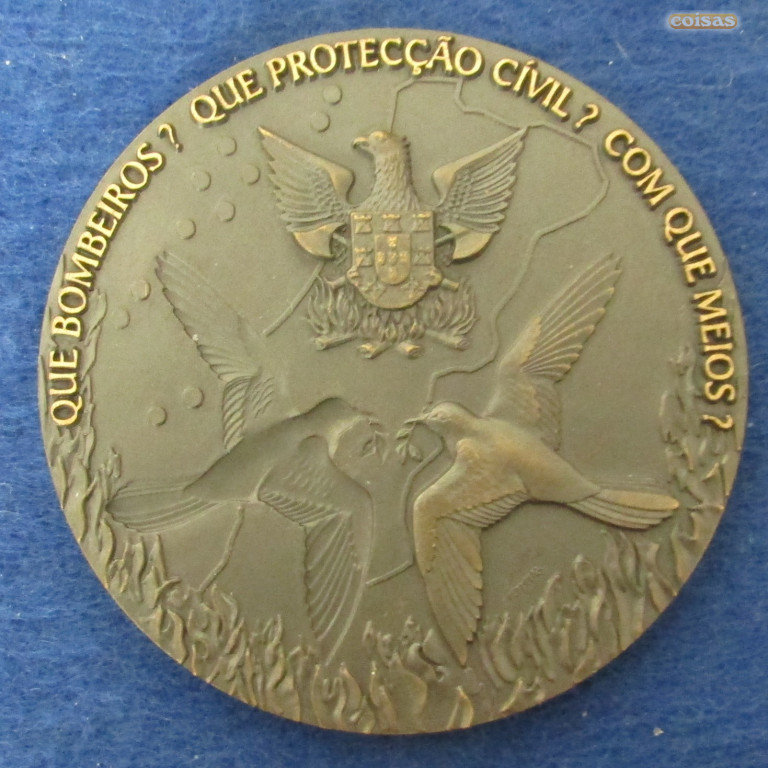 coisas
QUE BOMBEIROS? QUE PROTECÇÃO CÍVIL? COM QUE MEIOS?